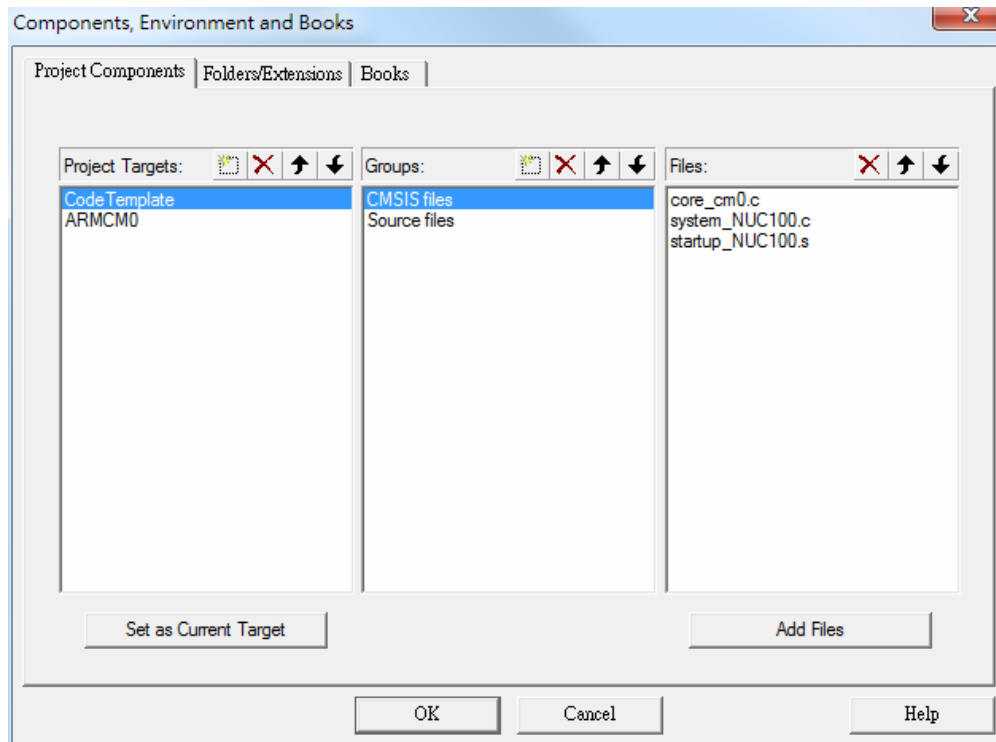 Components, Environment and Books
Project Components Folders/Extensions Books
Project Targets: Groups: Files:
CodeTemplate CMSIS files core_cm0.c
ARMCM0 Source files system_NUC100.c
startup_NUC100.s
Set as Current Target Add Files
OK Cancel Help